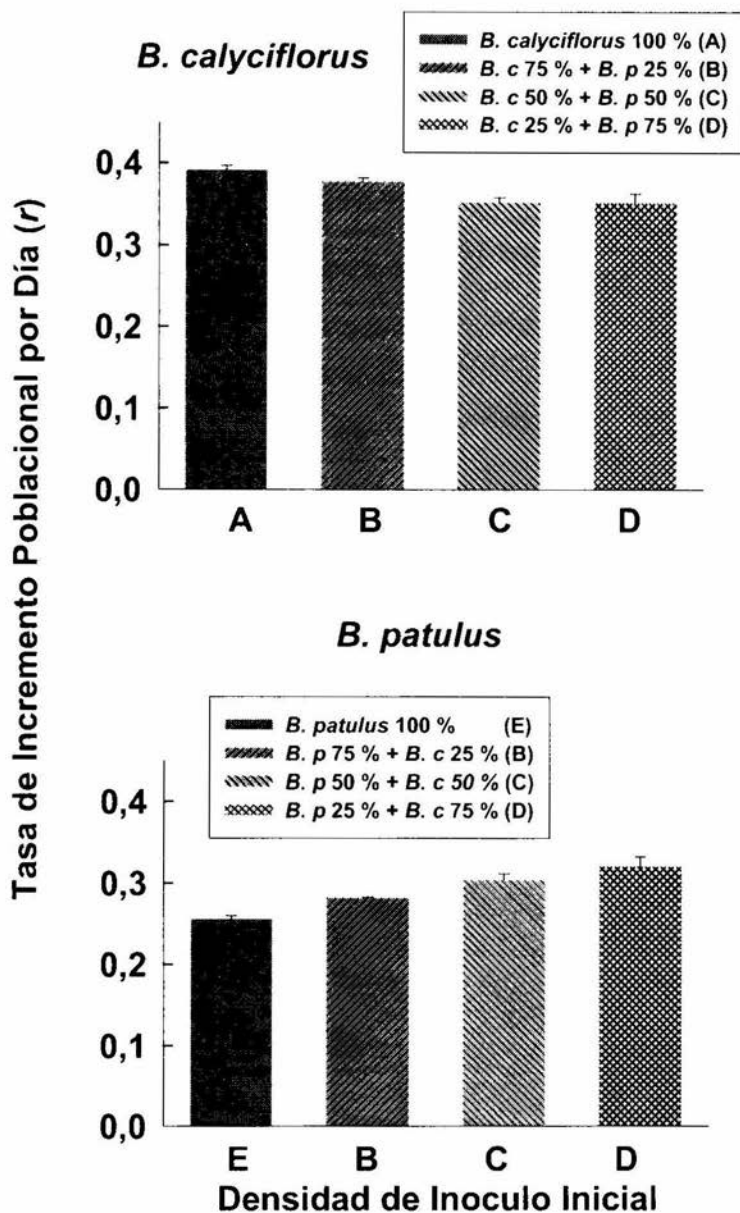 B. calyciflorus
B. calyciflorus 100 % (A)
B. c 75 % + B. p 25 % (B)
B. c 50 % + B. p 50 % (C)
B. c 25 % + B. p 75 % (D)
Tasa de Incremento Poblacional por Día (r)
0,4
0,3
0,2
0,1
0,0
A B C D
B. patulus
B. patulus 100 % (E)
B. p 75 % + B. c 25 % (B)
B. p 50 % + B. c 50 % (C)
B. p 25 % + B. c 75 % (D)
0,4
0,3
0,2
0,1
0,0
E B C D
Densidad de Inoculo Inicial